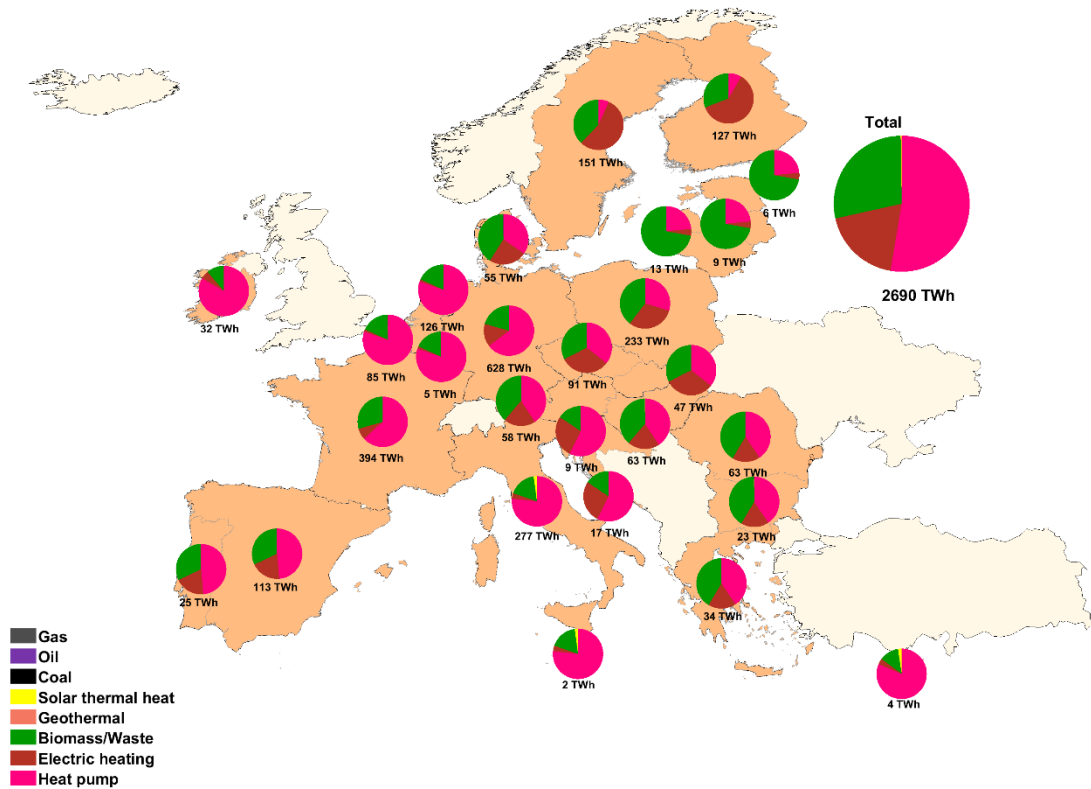 127 TWh
Total
151 TWh
6 TWh
9 TWh
13 TWh
55 TWh
2690 TWh
32 TWh
126 TWh
233 TWh
85 TWh
5 TWh
628 TWh
91 TWh
47 TWh
58 TWh
394 TWh
9 TWh
63 TWh
63 TWh
277 TWh
17 TWh
23 TWh
113 TWh
25 TWh
34 TWh
2 TWh
4 TWh
Gas
Oil
Coal
Solar thermal heat
Geothermal
Biomass/Waste
Electric heating
Heat pump